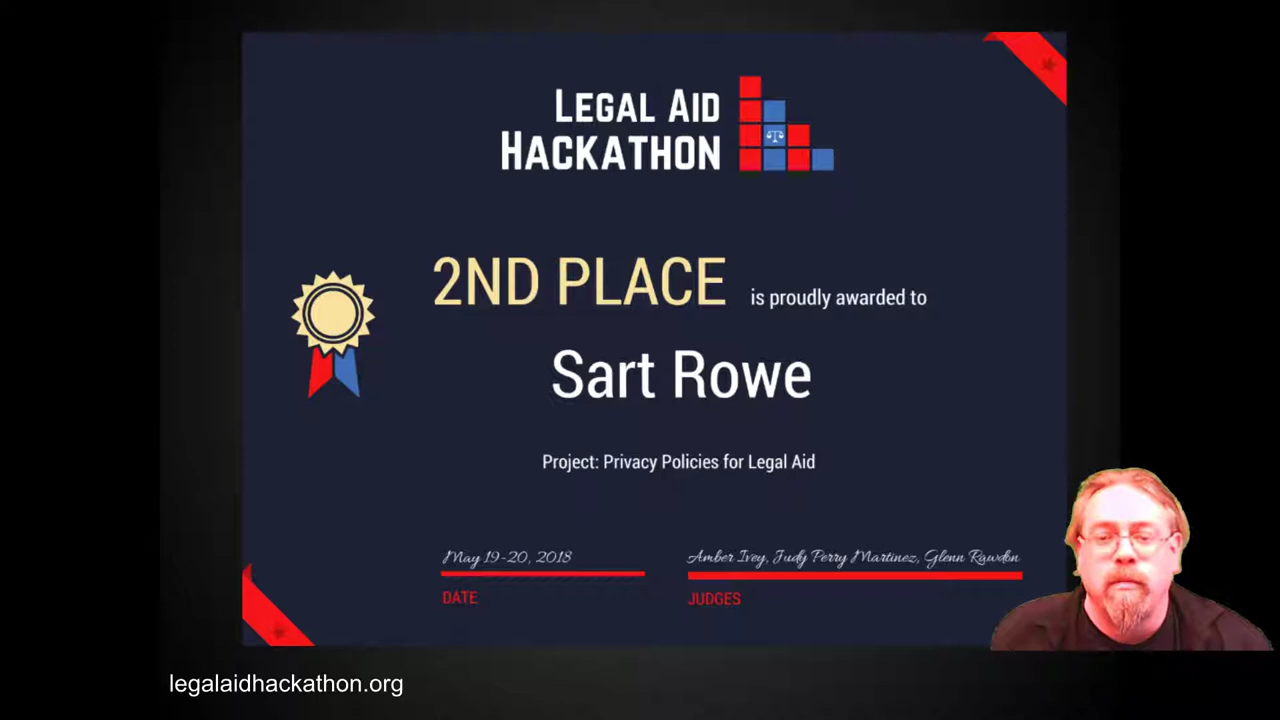 LEGAL AID
HACKATHON
2ND PLACE is proudly awarded to
Sart Rowe
Project: Privacy Policies for Legal Aid
May 19-20, 2018 Amber Ivey, Judy Perry Martinez, Glenn Rawdon
DATE JUDGES
legalaidhackathon.org